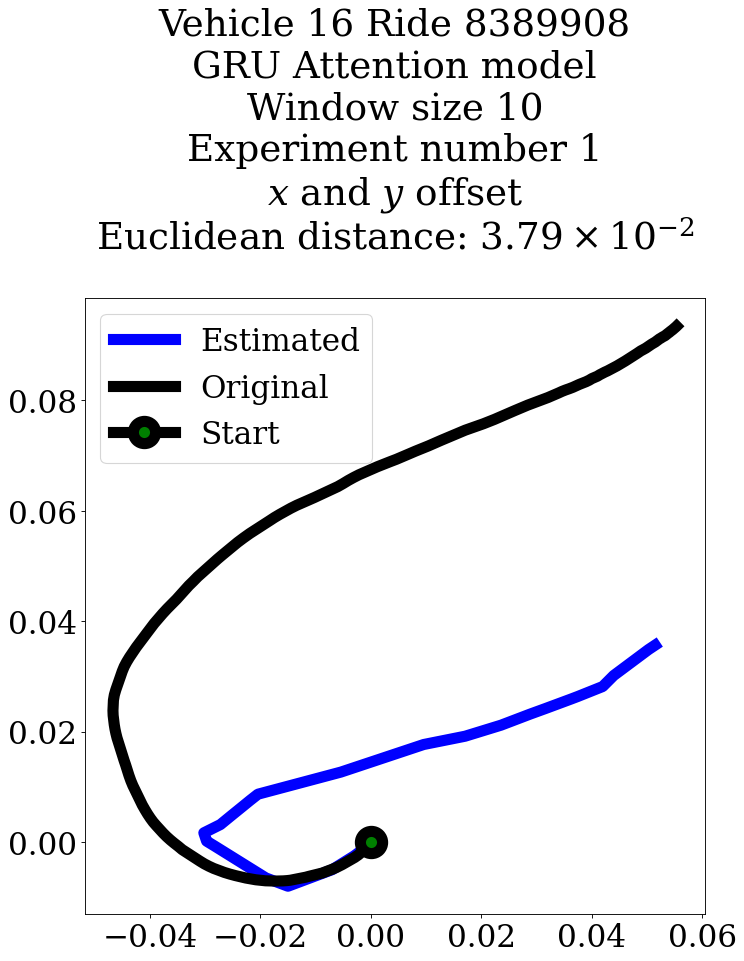 Vehicle 16 Ride 8389908
GRU Attention model
Window size 10
Experiment number 1
x and y offset
Euclidean distance: 3.79 × 10⁻²
Estimated
Original
Start
0.08
0.06
0.04
0.02
0.00
−0.04 −0.02 0.00 0.02 0.04 0.06